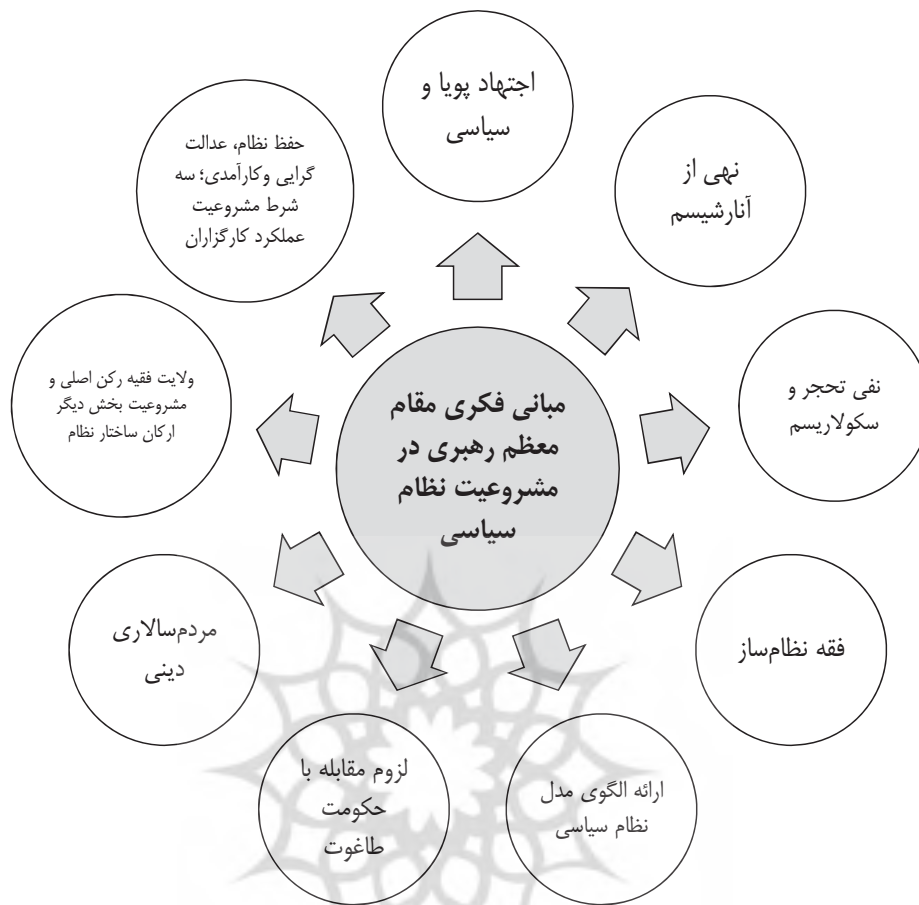 اجتهاد پویا و
سیاسی
نهی از
آنارشیسم
نفی تحجر و
سکولاریسم
فقه نظام‌ساز
ارائه الگوی مدل
نظام سیاسی
لزوم مقابله با
حکومت
طاغوت
مردم‌سالاری
دینی
ولایت فقیه رکن اصلی و
مشروعیت بخش دیگر
ارکان ساختار نظام
حفظ نظام، عدالت
گرایی وکارآمدی؛ سه
شرط مشروعیت
عملکرد کارگزاران
مبانی فکری مقام
معظم رهبری در
مشروعیت نظام
سیاسی